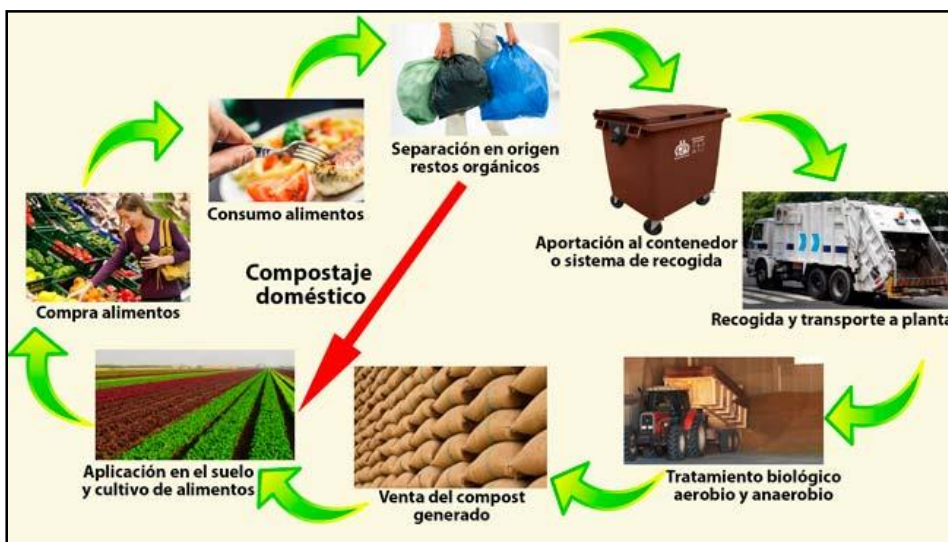 Separación en origen
restos orgánicos
Consumo alimentos
Aportación al contenedor
o sistema de recogida
Compostaje
doméstico
Compra alimentos
Recogida y transporte a planta
Aplicación en el suelo
y cultivo de alimentos
Venta del compost
generado
Tratamiento biológico
aerobio y anaerobio